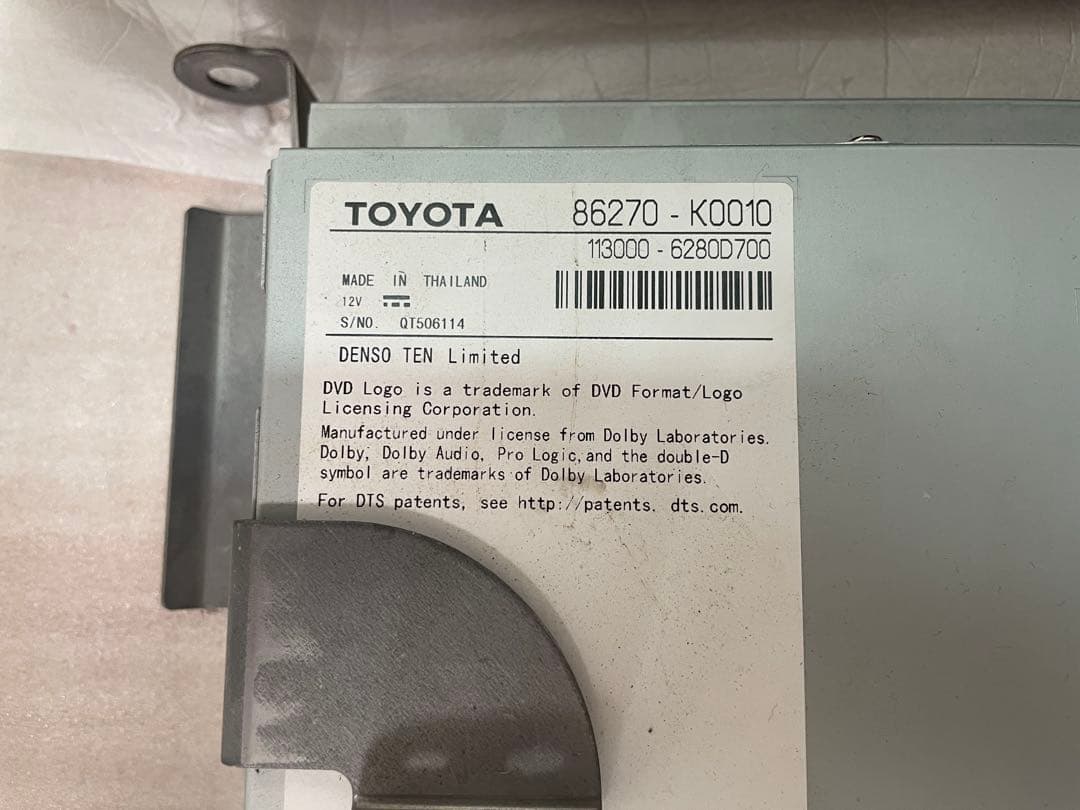 TOYOTA 86270 - K0010
113000 - 6280D700
MADE IN THAILAND
12V
S/NO. QT506114
DENSO TEN Limited
DVD Logo is a trademark of DVD Format/Logo
Licensing Corporation.
Manufactured under license from Dolby Laboratories.
Dolby, Dolby Audio, Pro Logic, and the double-D
symbol are trademarks of Dolby Laboratories.
For DTS patents, see http://patents. dts. com.